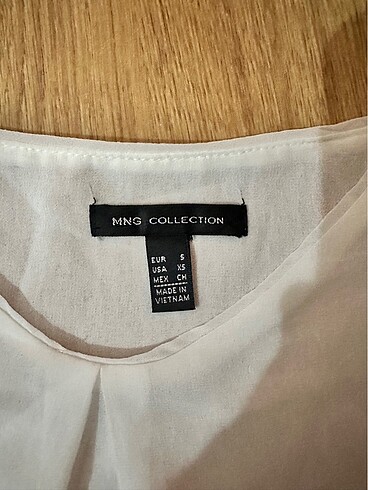 MNG COLLECTION
EUR S
USA XS
MEX CH
MADE IN
VIETNAM